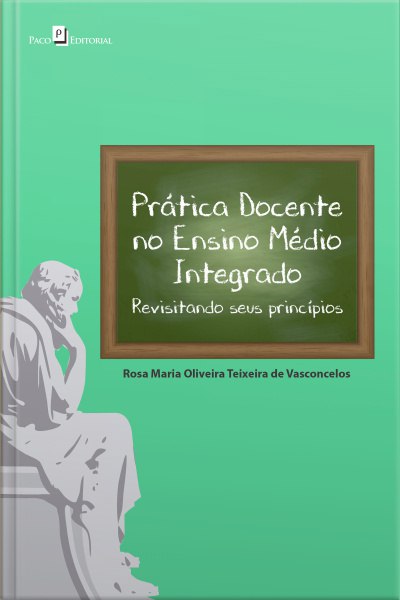 PACO EDITORIAL
Prática Docente
no Ensino Médio
Integrado
Revisitando seus princípios
Rosa Maria Oliveira Teixeira de Vasconcelos